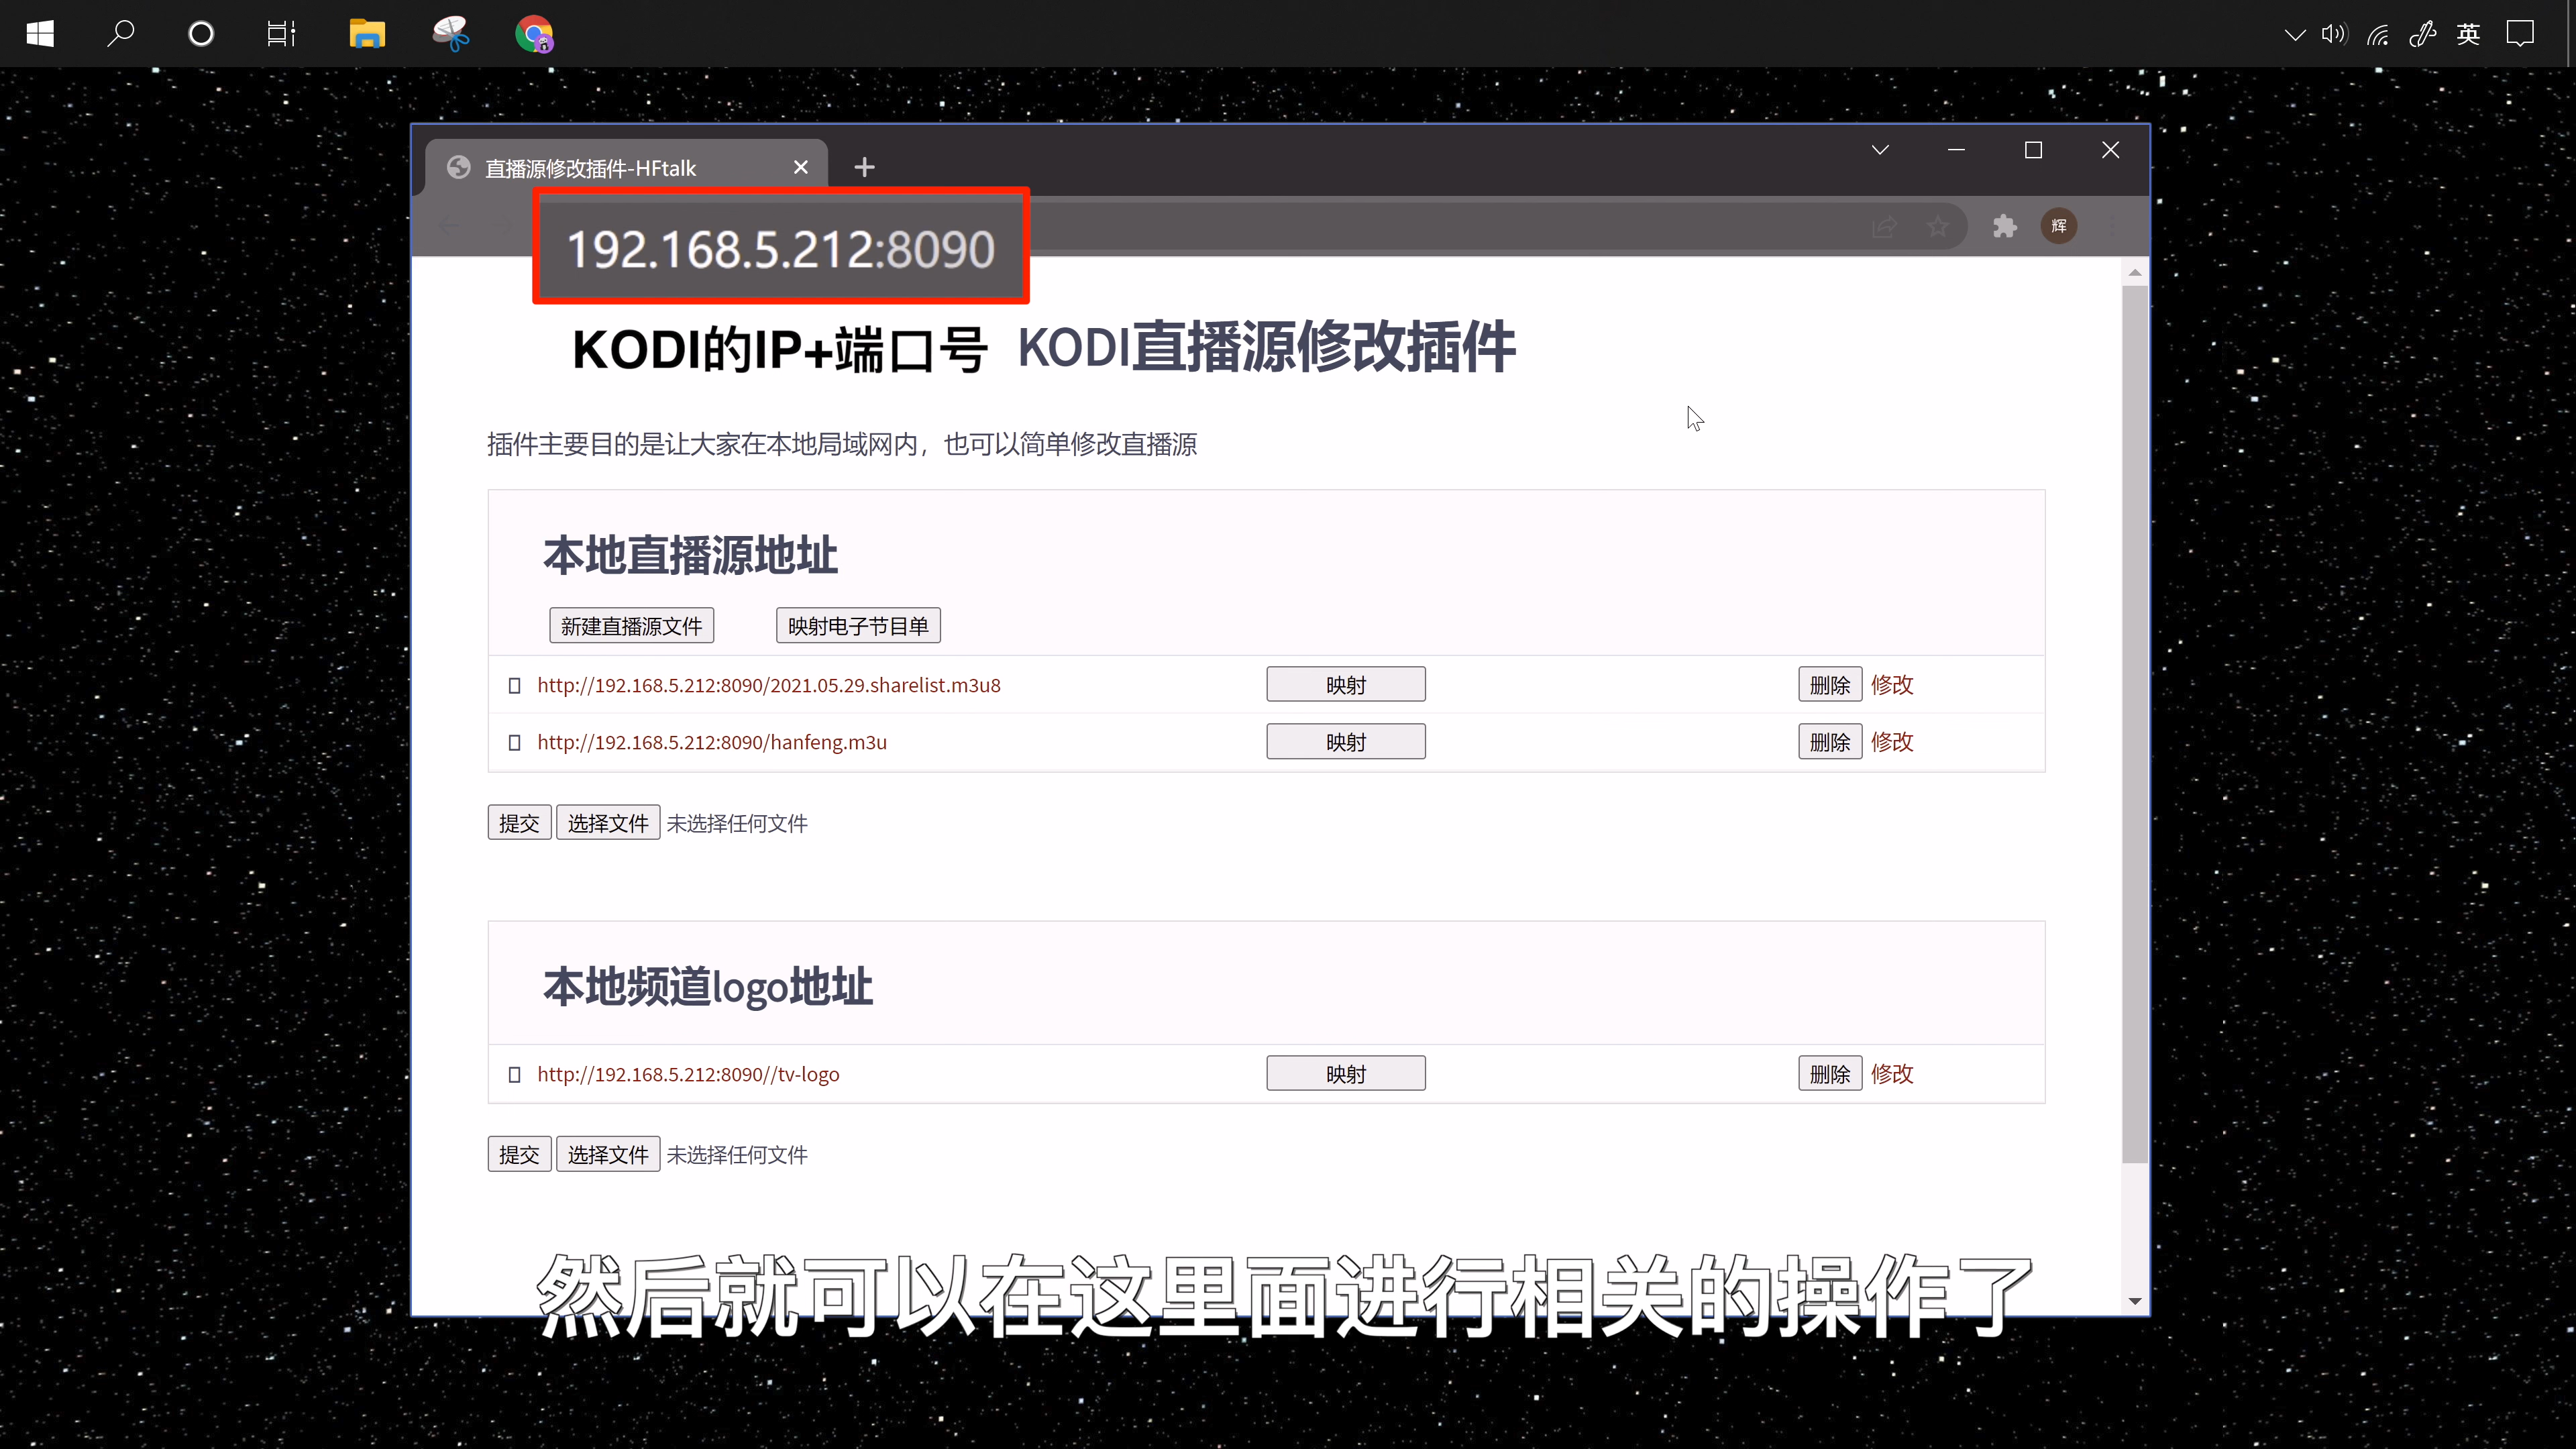 英
直播源修改插件-HFtalk
辉
192.168.5.212:8090
KODI的IP+端口号 KODI直播源修改插件
插件主要目的是让大家在本地局域网内，也可以简单修改直播源
本地直播源地址
新建直播源文件 映射电子节目单
http://192.168.5.212:8090/2021.05.29.sharelist.m3u8 映射 删除 修改
http://192.168.5.212:8090/hanfeng.m3u 映射 删除 修改
提交 选择文件 未选择任何文件
本地频道logo地址
http://192.168.5.212:8090//tv-logo 映射 删除 修改
提交 选择文件 未选择任何文件
然后就可以在这里面进行相关的操作了